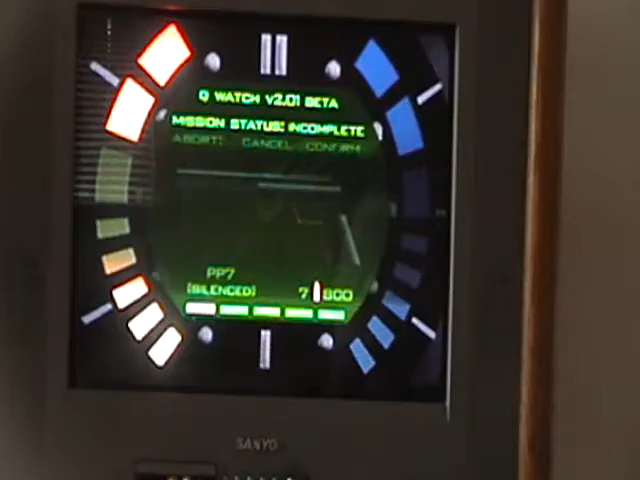 Q WATCH V2.01 BETA
MISSION STATUS: INCOMPLETE
ABORT: CANCEL CONFIRM
PP7
(SILENCED) 7 800
SANYO